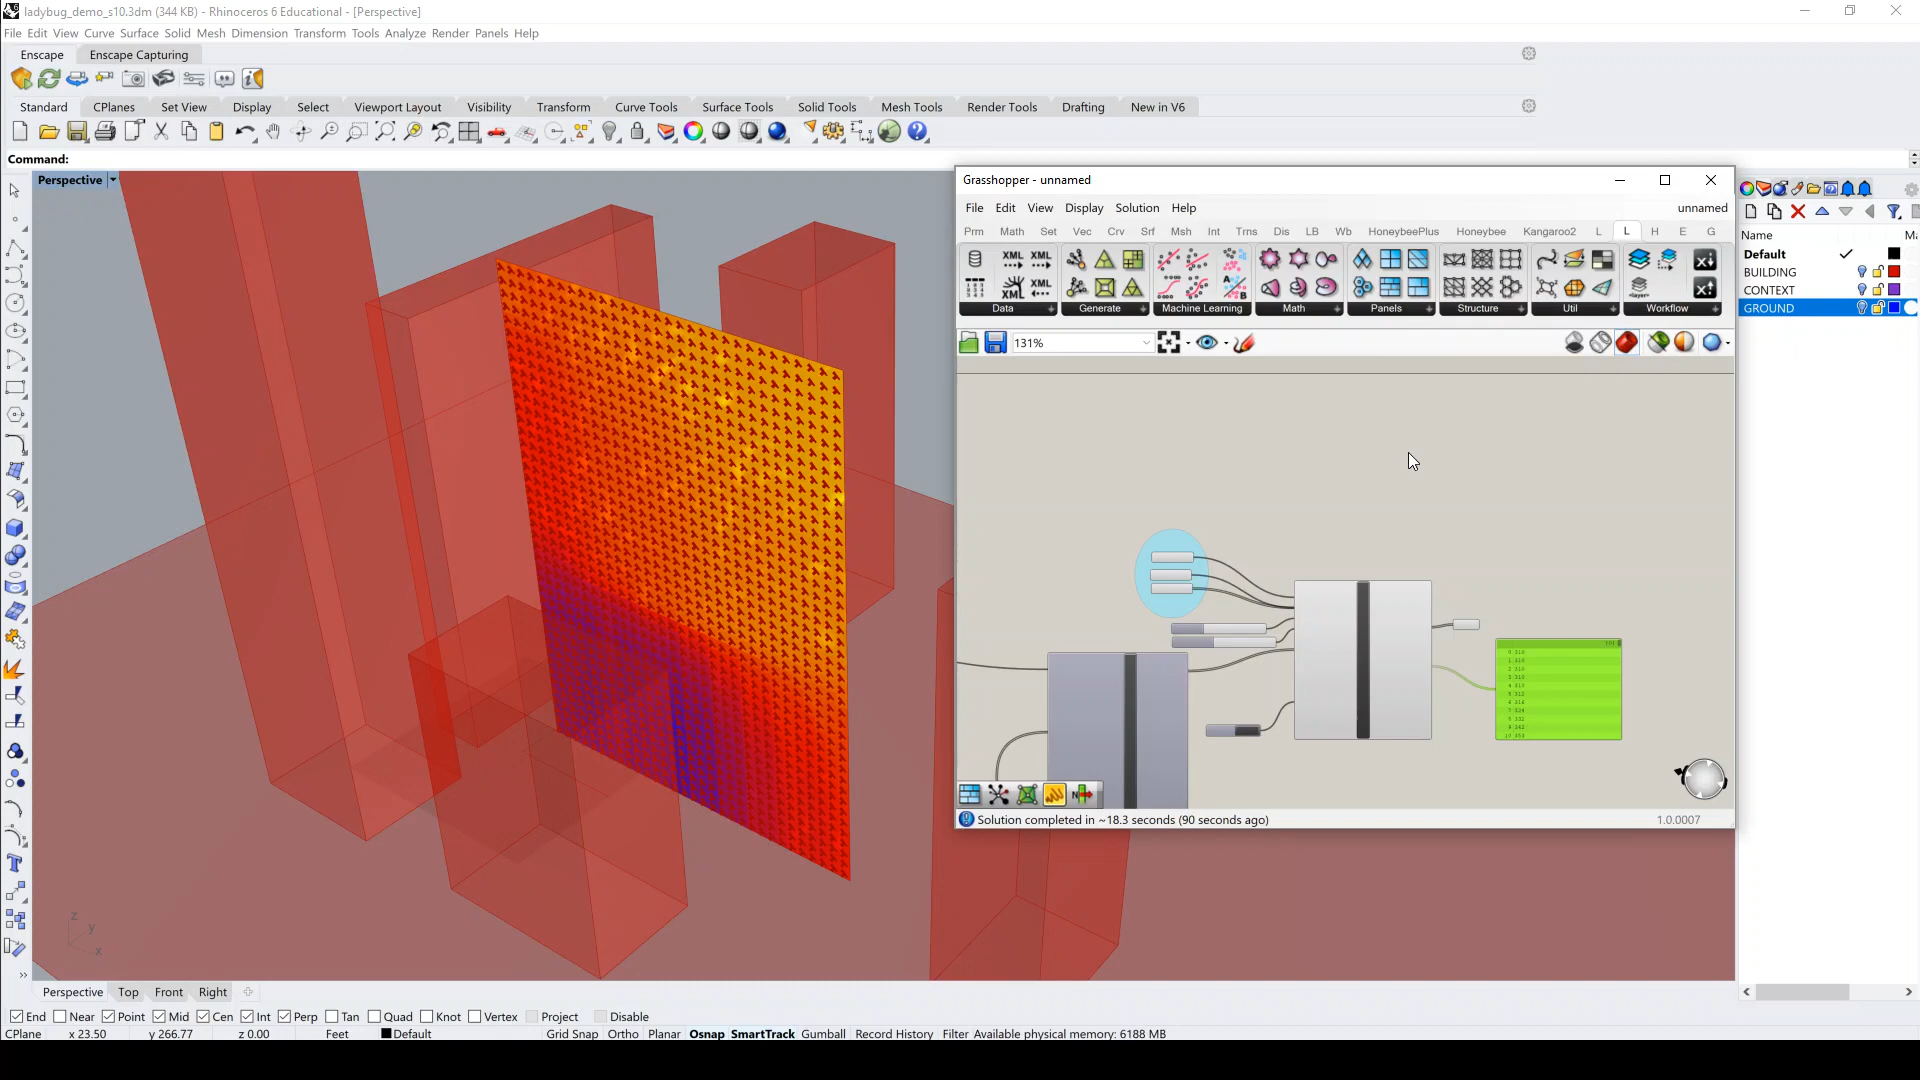 ladybug_demo_s10.3dm (344 KB) - Rhinoceros 6 Educational - [Perspective]
File Edit View Curve Surface Solid Mesh Dimension Transform Tools Analyze Render Panels Help
Enscape Enscape Capturing
Standard CPlanes Set View Display Select Viewport Layout Visibility Transform Curve Tools Surface Tools Solid Tools Mesh Tools Render Tools Drafting New in V6
Command:
Perspective
Grasshopper - unnamed
File Edit View Display Solution Help unnamed
Prm Math Set Vec Crv Srf Msh Int Trns Dis LB Wb HoneybeePlus Honeybee Kangaroo2 L L H E G
XML XML
XML XML
Data Generate Machine Learning Math Panels Structure Util Workflow
131%
Solution completed in ~18.3 seconds (90 seconds ago) 1.0.0007
Name
Default
BUILDING
CONTEXT
GROUND
z
y
x
Perspective Top Front Right
End Near Point Mid Cen Int Perp Tan Quad Knot Vertex Project Disable
CPlane x 23.50 y 266.77 z 0.00 Feet Default Grid Snap Ortho Planar Osnap SmartTrack Gumball Record History Filter Available physical memory: 6188 MB